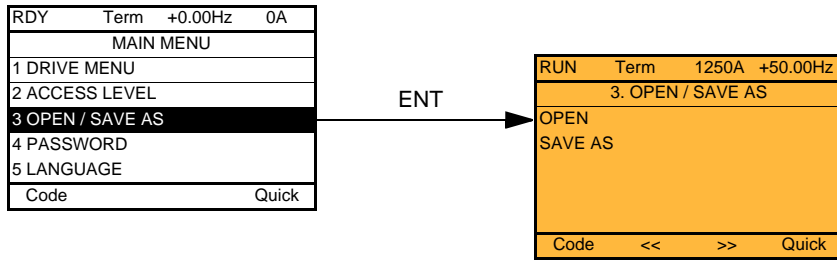 RDY Term +0.00Hz 0A
MAIN MENU
1 DRIVE MENU
2 ACCESS LEVEL
3 OPEN / SAVE AS
4 PASSWORD
5 LANGUAGE
Code Quick
ENT
RUN Term 1250A +50.00Hz
3. OPEN / SAVE AS
OPEN
SAVE AS
Code << >> Quick